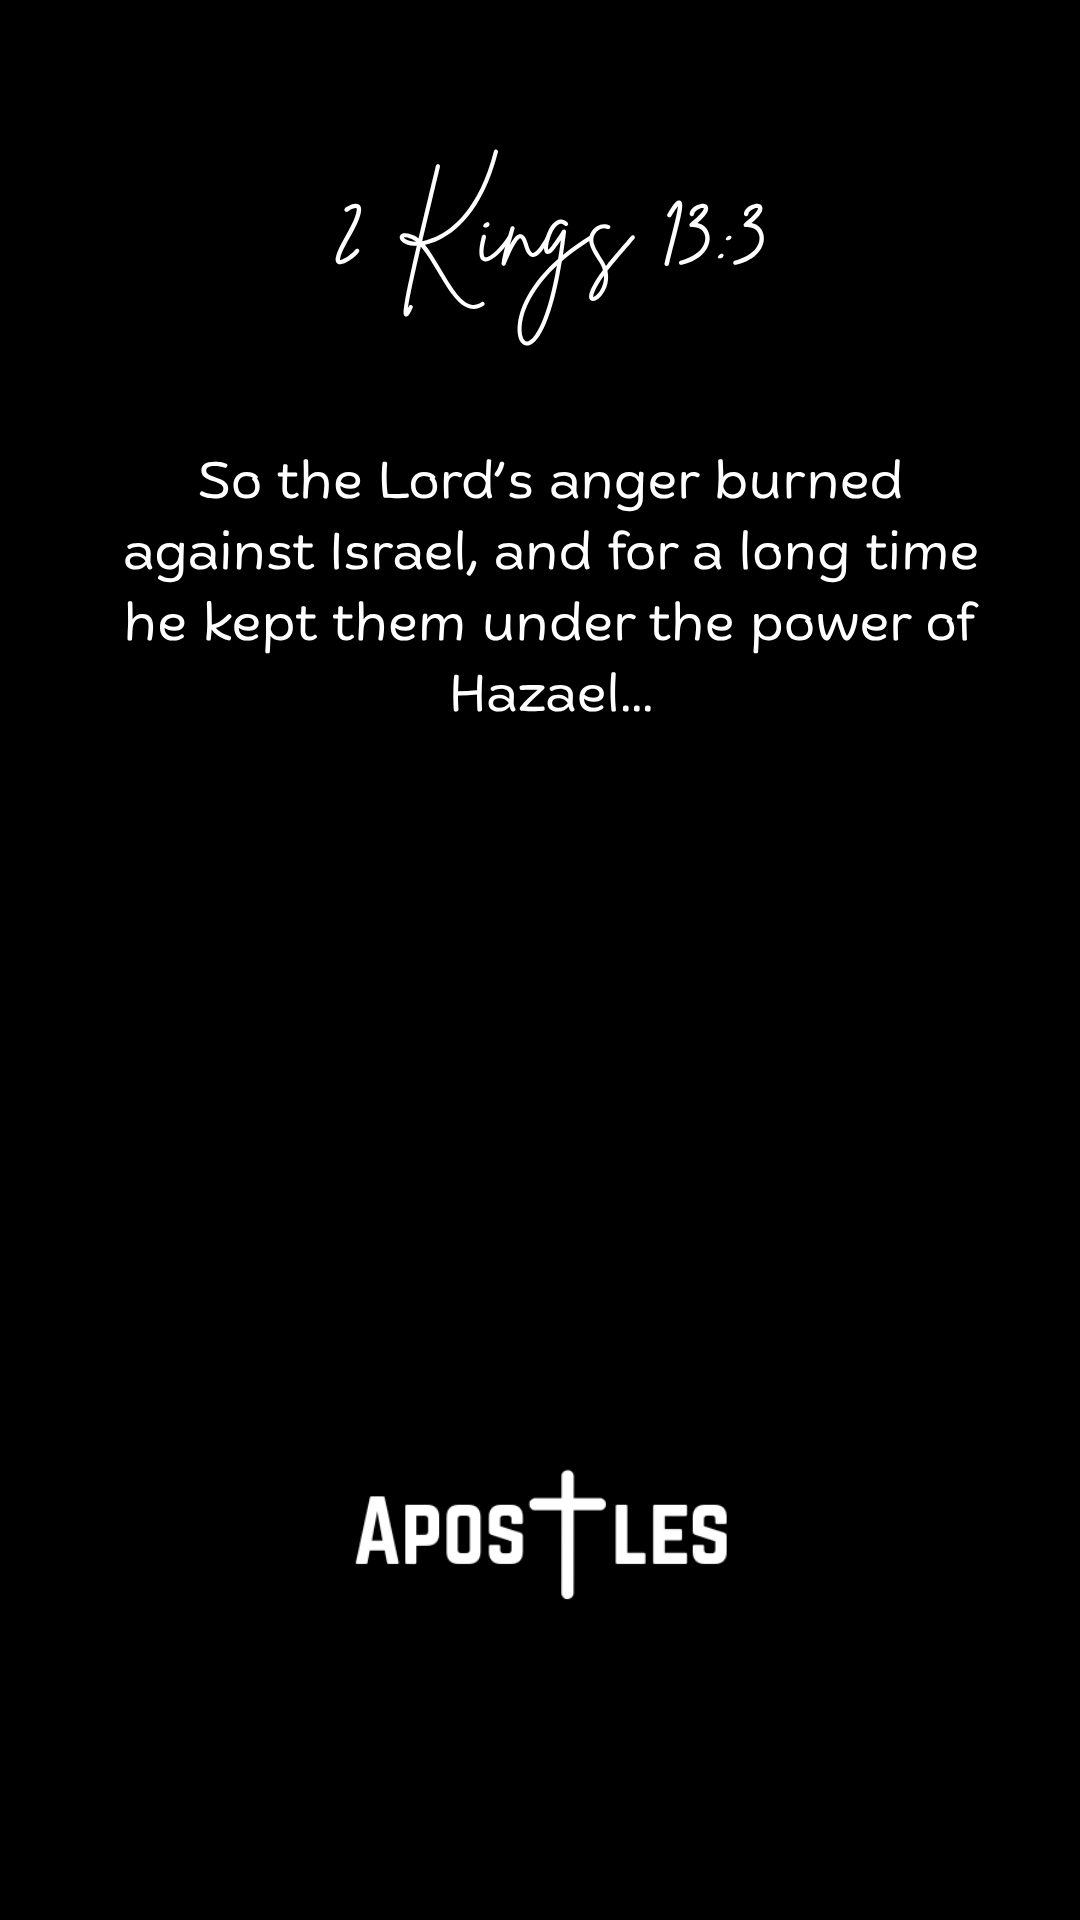 2 Kings 13:3
So the Lord's anger burned
against Israel, and for a long time
he kept them under the power of
Hazael...
Apostles